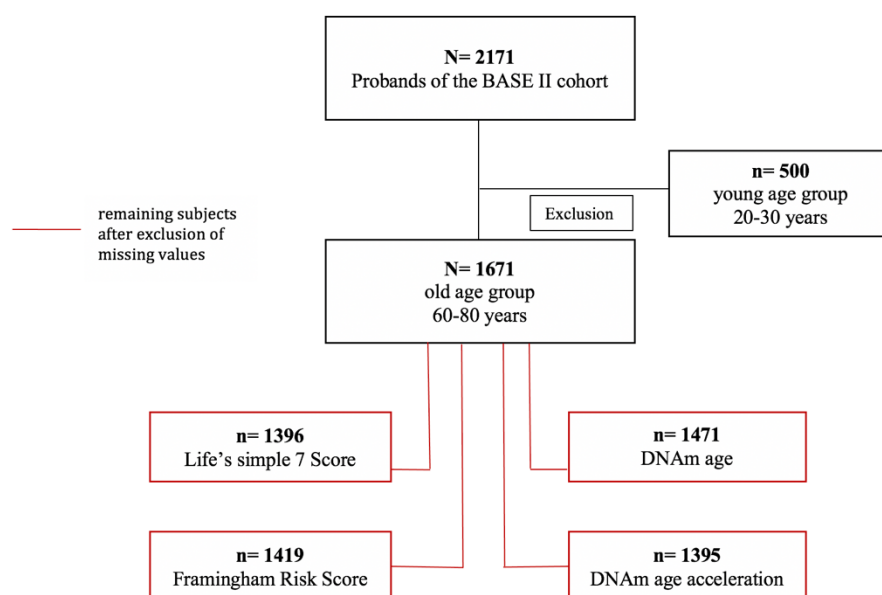 N= 2171
Probands of the BASE II cohort
n= 500
young age group
20-30 years
Exclusion
remaining subjects
after exclusion of
missing values
N= 1671
old age group
60-80 years
n= 1396
Life’s simple 7 Score
n= 1471
DNAm age
n= 1419
Framingham Risk Score
n= 1395
DNAm age acceleration